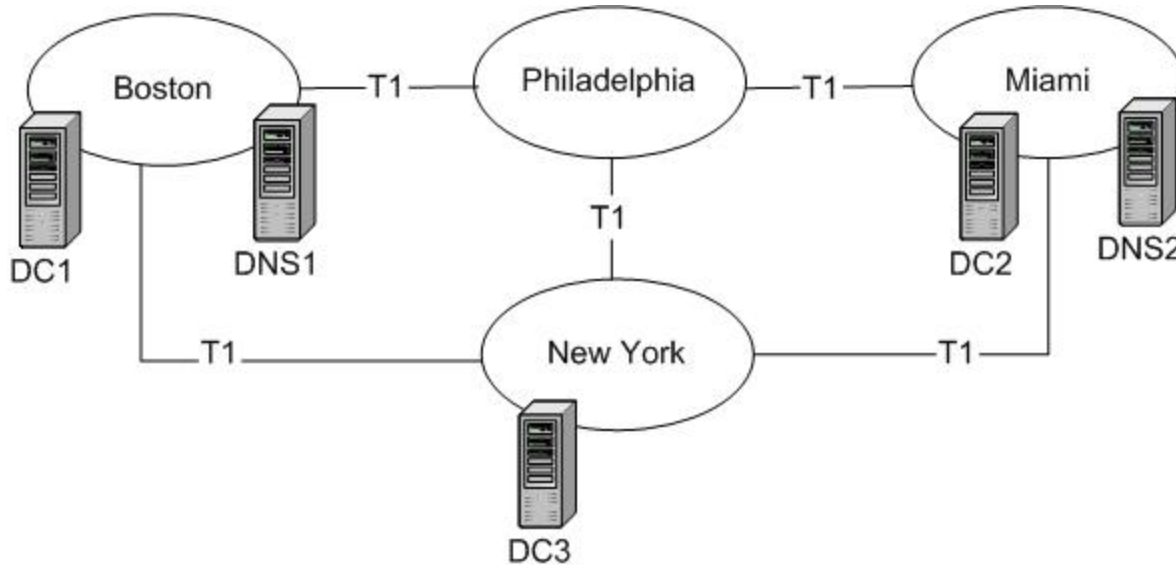 Boston
T1
Philadelphia
T1
Miami
DC1
DNS1
T1
DC2
DNS2
T1
New York
T1
DC3